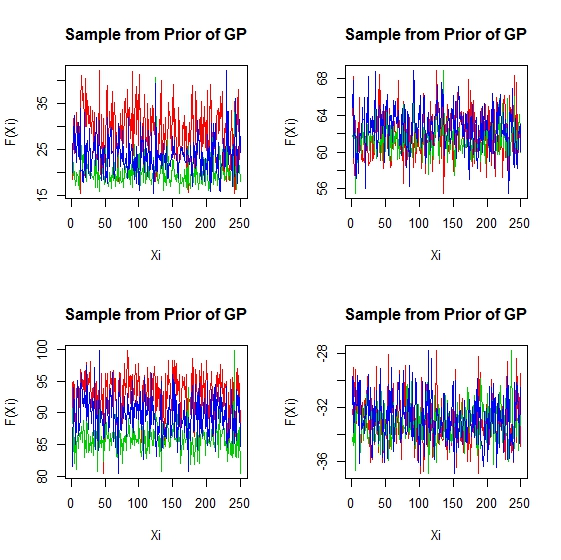 Sample from Prior of GP
F(Xi)
35
25
15
0 50 100 150 200 250
Xi
Sample from Prior of GP
F(Xi)
68
64
60
56
0 50 100 150 200 250
Xi
Sample from Prior of GP
F(Xi)
100
95
90
85
80
0 50 100 150 200 250
Xi
Sample from Prior of GP
F(Xi)
-28
-32
-36
0 50 100 150 200 250
Xi